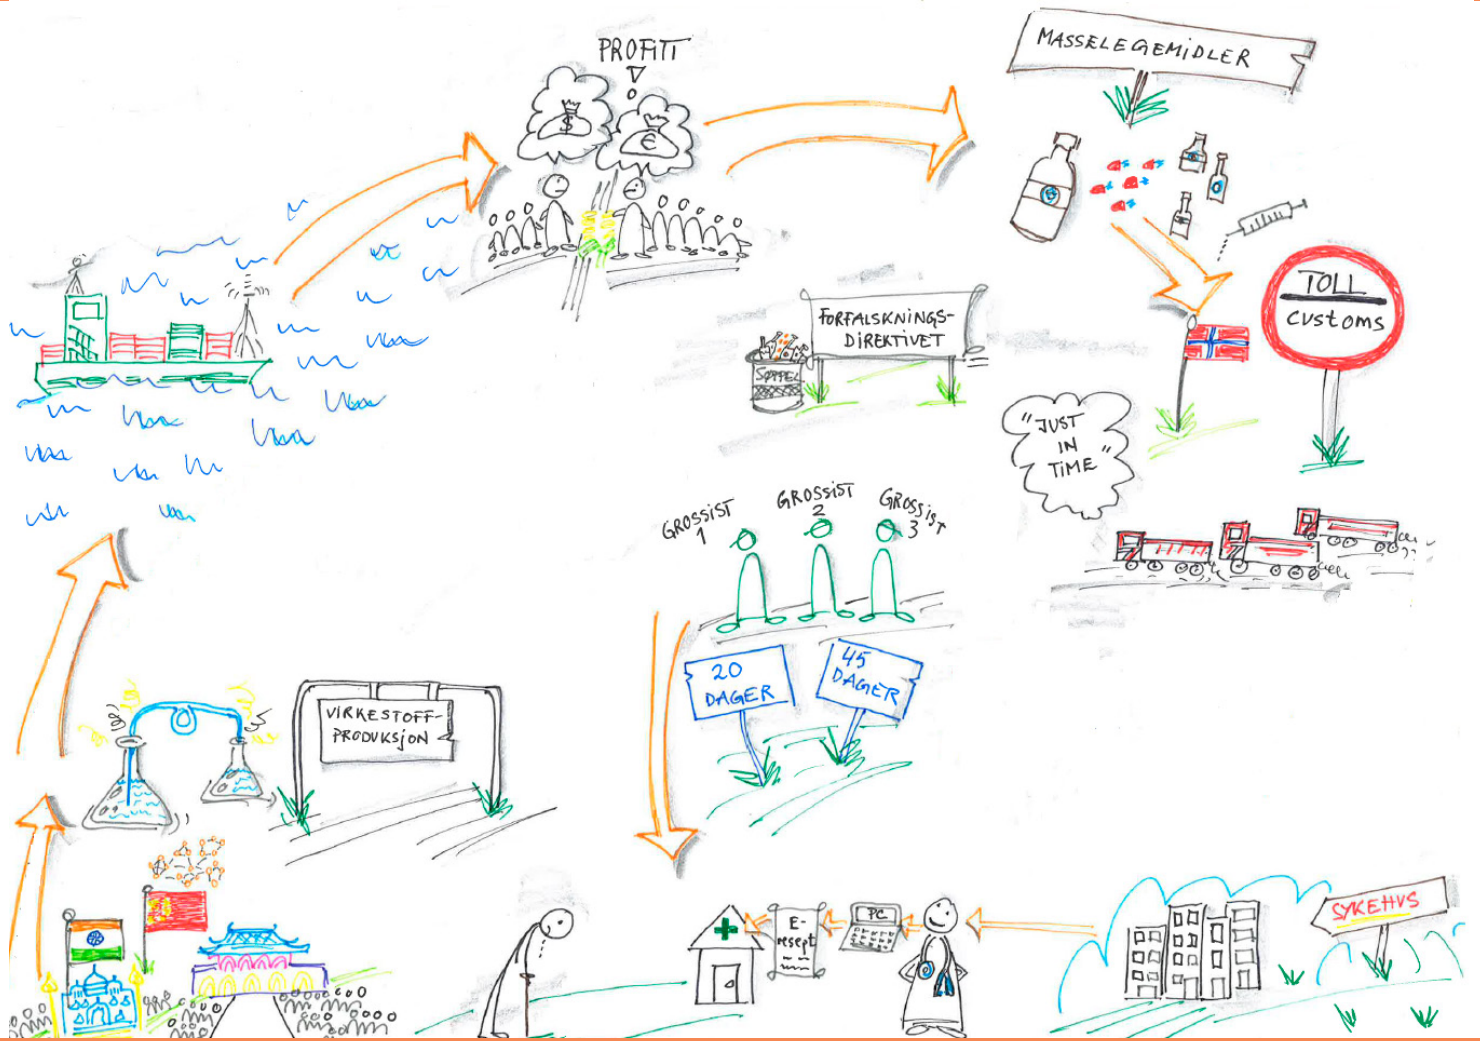 PROFITT
$
€
MASSELEGEMIDLER
TOLL
customs
FORFALSKNINGS-
DIREKTIVET
SØPPEL
"JUST
IN
TIME"
GROSSIST
1
GROSSIST
2
GROSSIST
3
20
DAGER
45
DAGER
VIRKESTOFF-
PRODUKSJON
E-
resept
PC
SYKEHUS